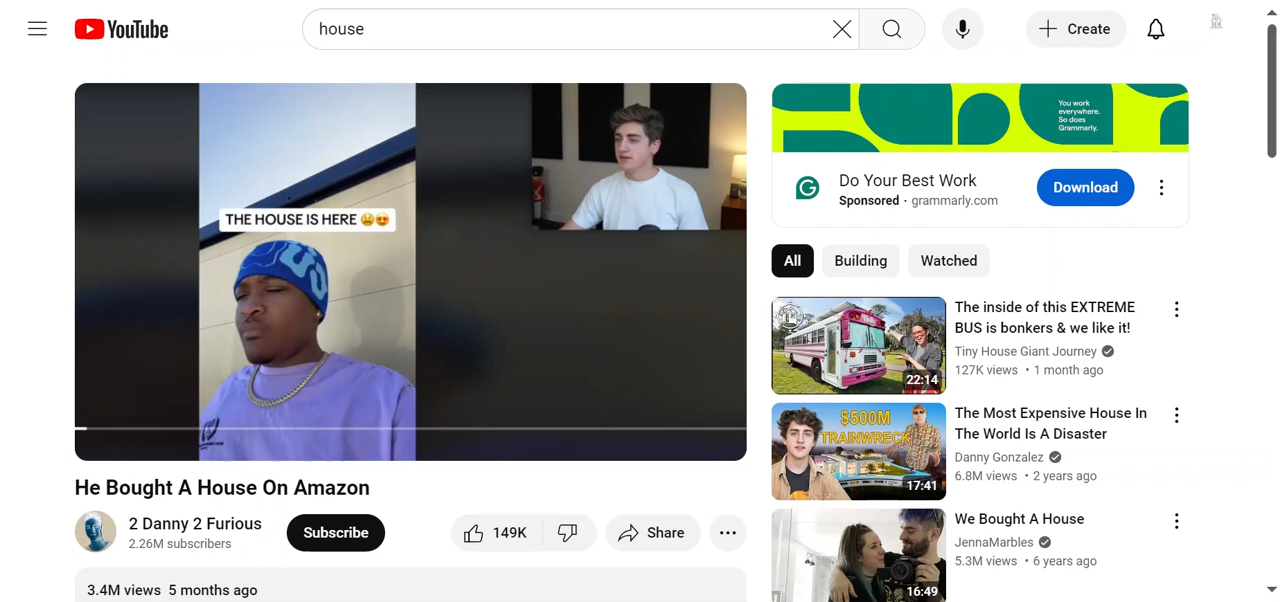 YouTube
house
Create
THE HOUSE IS HERE 😫😍
You work
everywhere.
So does
Grammarly.
Do Your Best Work
Sponsored · grammarly.com
Download
All
Building
Watched
The inside of this EXTREME
BUS is bonkers & we like it!
Tiny House Giant Journey
127K views • 1 month ago
22:14
$500M
TRAINWRECK
17:41
The Most Expensive House In
The World Is A Disaster
Danny Gonzalez
6.8M views • 2 years ago
We Bought A House
JennaMarbles
5.3M views • 6 years ago
16:49
He Bought A House On Amazon
2 Danny 2 Furious
2.26M subscribers
Subscribe
149K
Share
3.4M views 5 months ago